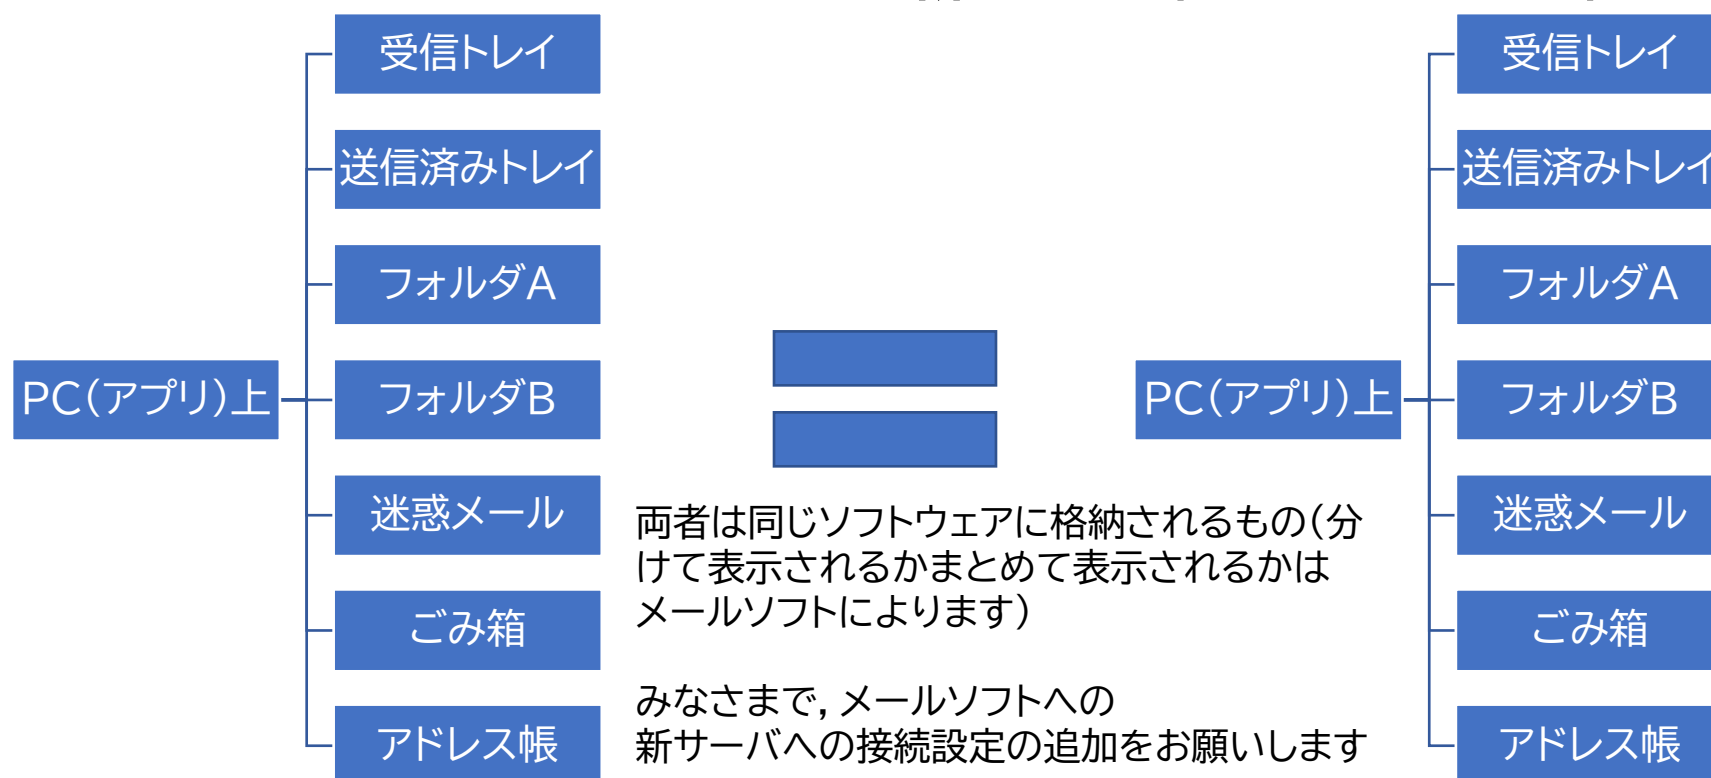 受信トレイ
送信済みトレイ
フォルダA
PC(アプリ)上
フォルダB
迷惑メール
ごみ箱
アドレス帳
両者は同じソフトウェアに格納されるもの(分
けて表示されるかまとめて表示されるかは
メールソフトによります)
みなさまで,メールソフトへの
新サーバへの接続設定の追加をお願いします
受信トレイ
送信済みトレイ
フォルダA
PC(アプリ)上
フォルダB
迷惑メール
ごみ箱
アドレス帳